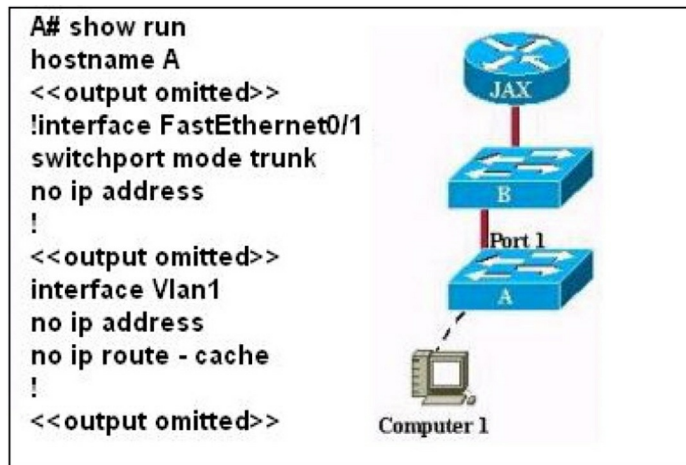 A# show run
hostname A
<<output omitted>>
!interface FastEthernet0/1
switchport mode trunk
no ip address
!
<<output omitted>>
interface Vlan1
no ip address
no ip route - cache
!
<<output omitted>>
JAX
B
Port 1
A
Computer 1